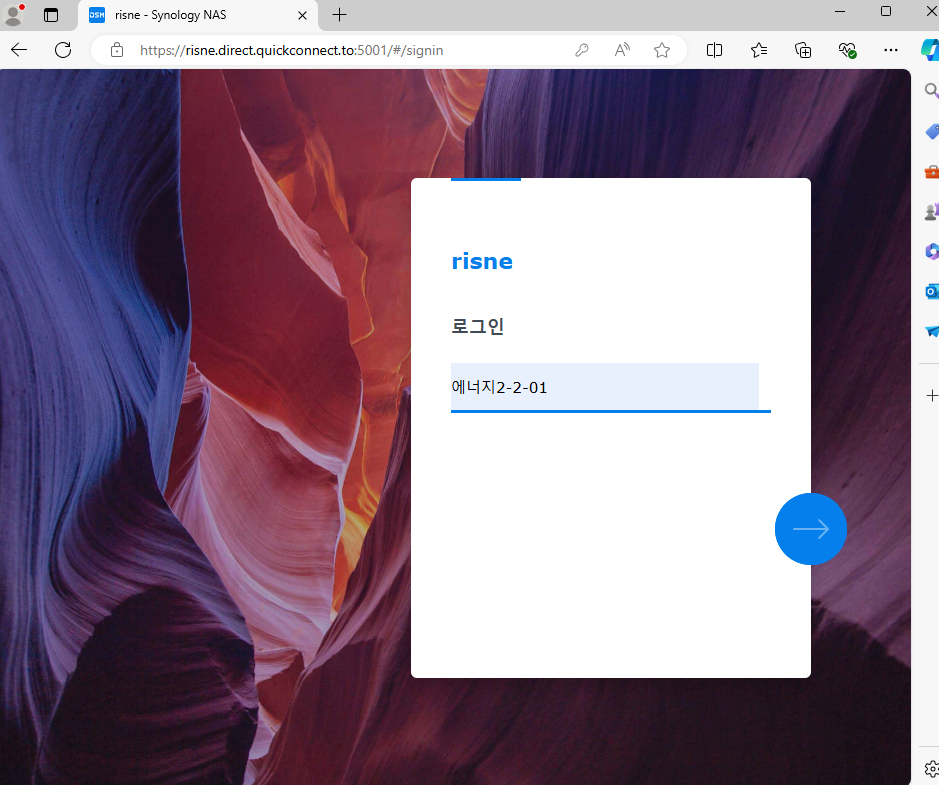 DSM
risne - Synology NAS
https://risne.direct.quickconnect.to:5001/#/signin
risne
로그인
에너지2-2-01